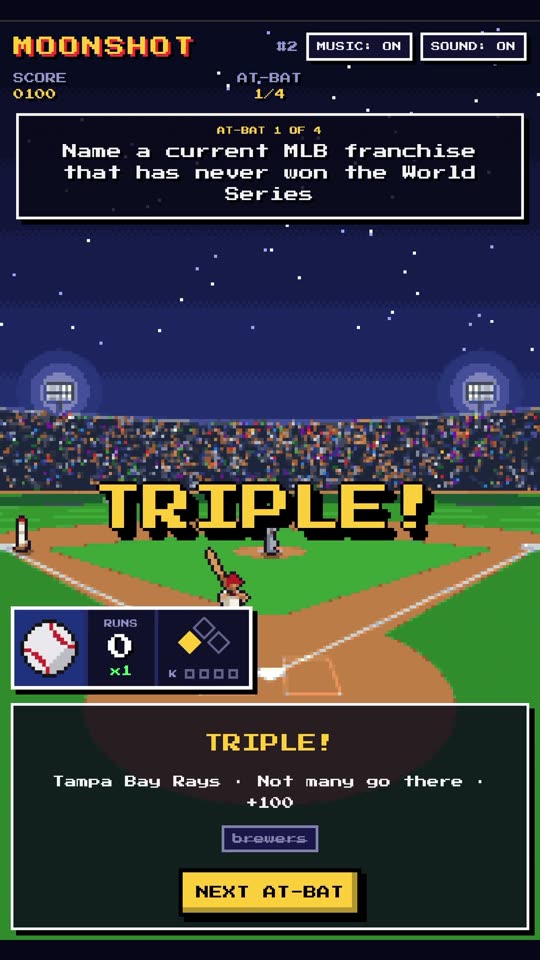 MOONSHOT
#2
MUSIC: ON
SOUND: ON
SCORE
0100
AT-BAT
1/4
AT-BAT 1 OF 4
Name a current MLB franchise
that has never won the World
Series
TRIPLE!
RUNS
0
x1
K
TRIPLE!
Tampa Bay Rays · Not many go there ·
+100
brewers
NEXT AT-BAT